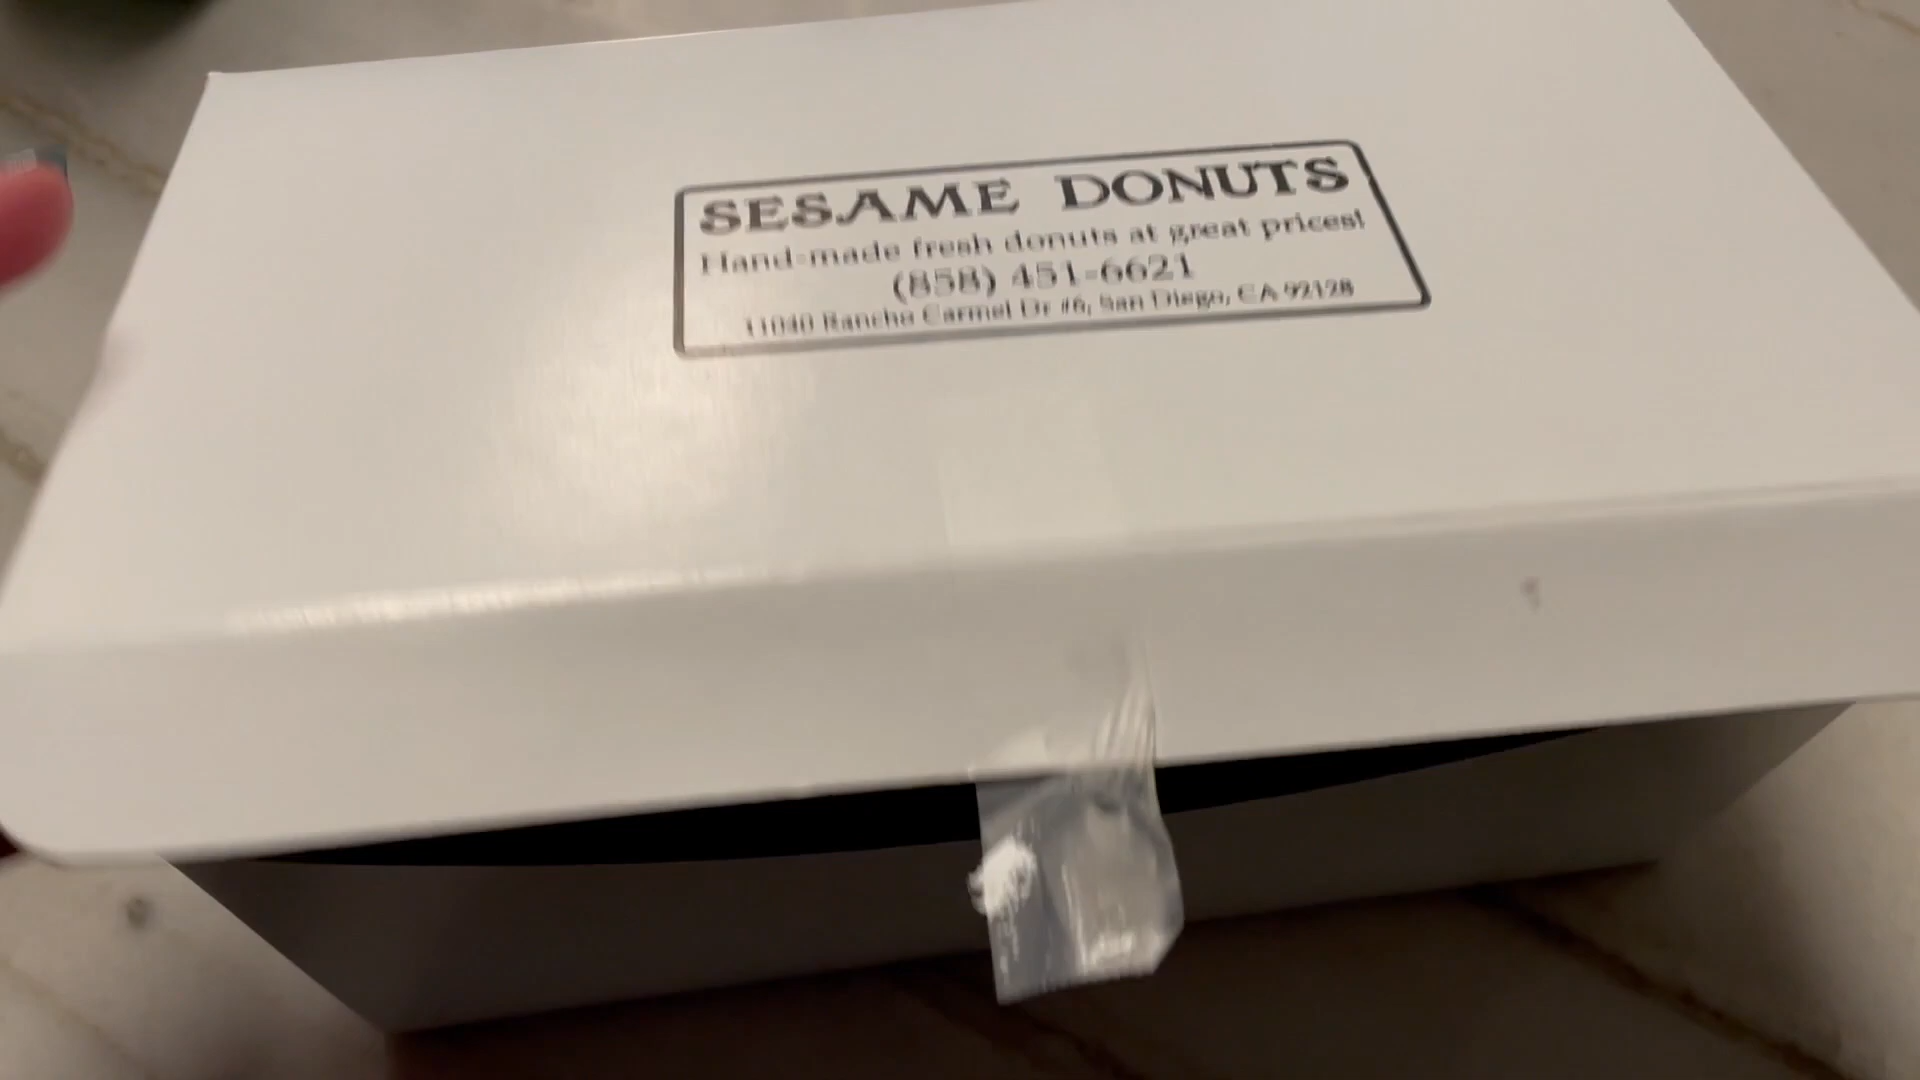 SESAME DONUTS
Hand-made fresh donuts at great prices!
(858) 451-6621
11040 Rancho Carmel Dr #6, San Diego, CA 92128